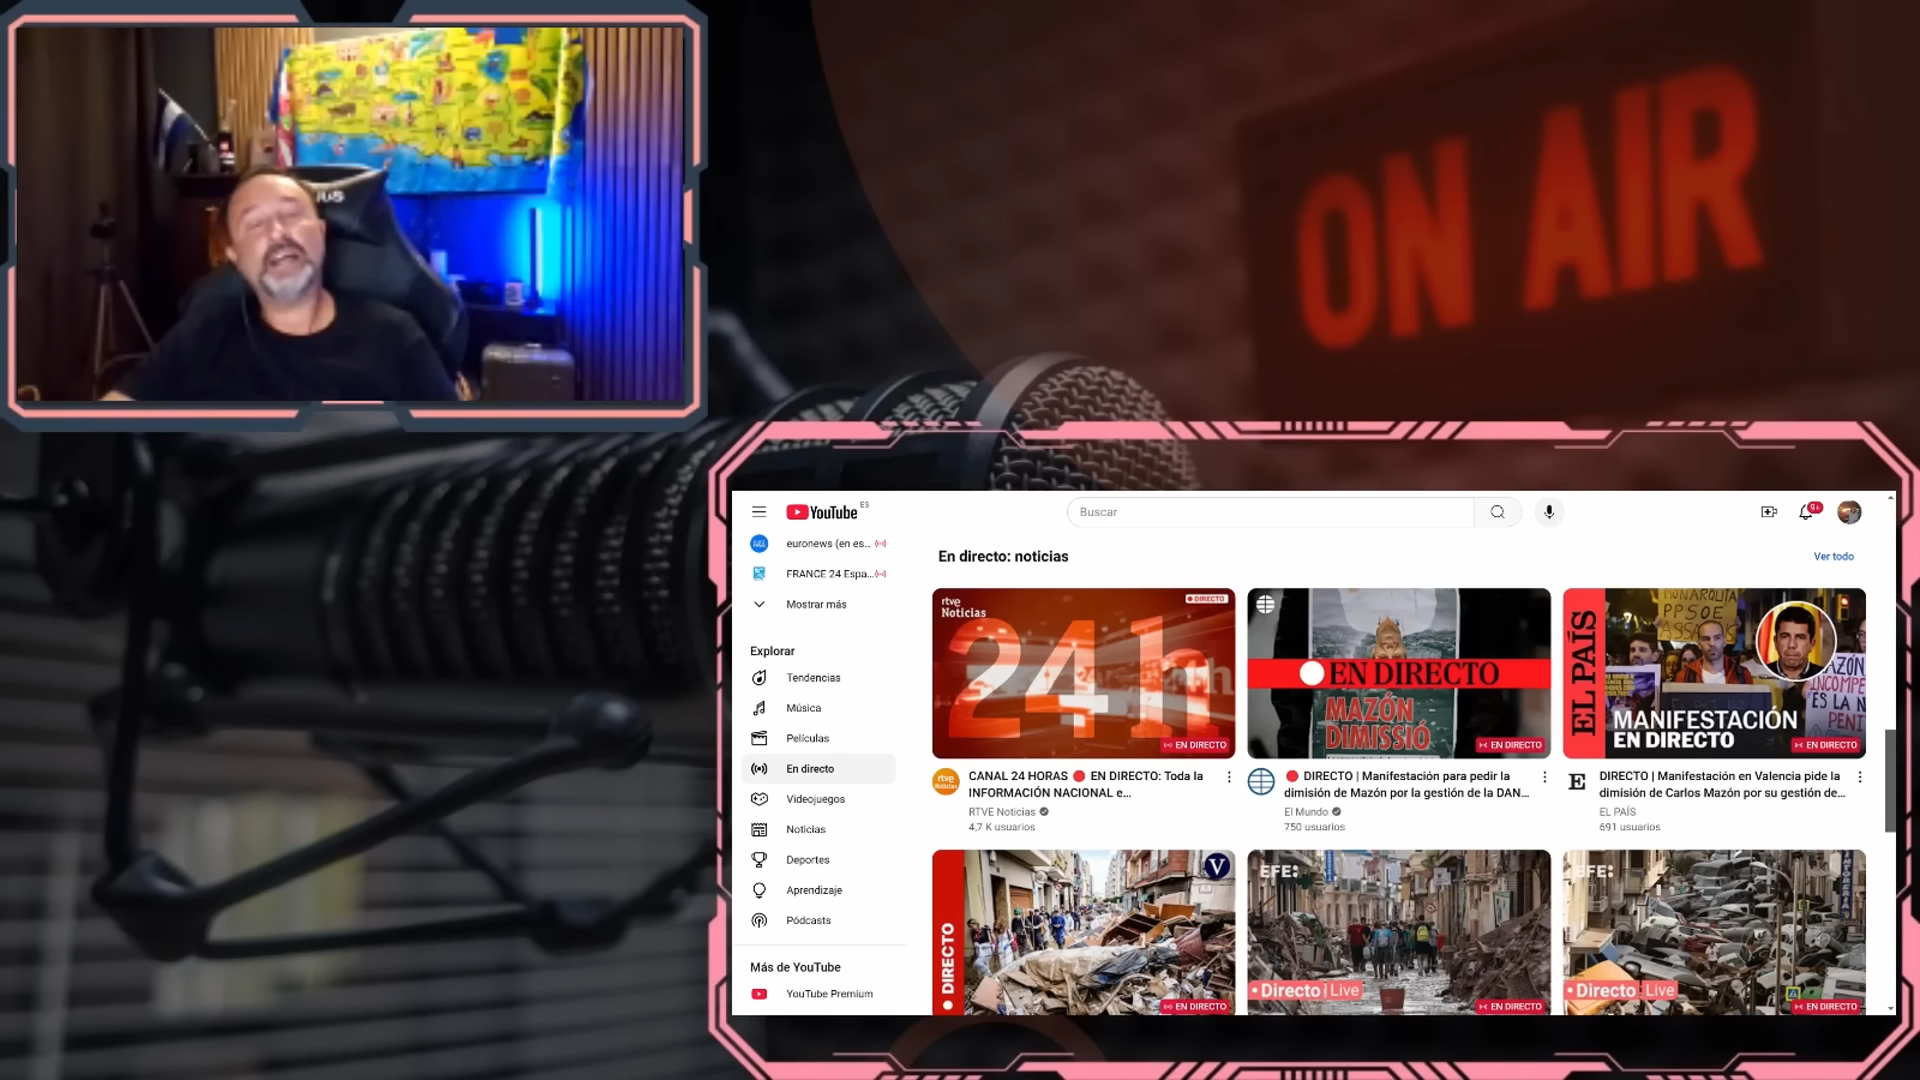 ON AIR
YouTube ES
Buscar
9+
euronews (en es...
FRANCE 24 Espa...
Mostrar más
Explorar
Tendencias
Música
Películas
En directo
Videojuegos
Noticias
Deportes
Aprendizaje
Pódcasts
Más de YouTube
YouTube Premium
En directo: noticias
Ver todo
rtve
Noticias
DIRECTO
24h
EN DIRECTO
CANAL 24 HORAS 🔴 EN DIRECTO: Toda la
INFORMACIÓN NACIONAL e...
RTVE Noticias
4,7 K usuarios
EN DIRECTO
MAZÓN
DIMISSIÓ
EN DIRECTO
🔴 DIRECTO | Manifestación para pedir la
dimisión de Mazón por la gestión de la DAN...
El Mundo
750 usuarios
EL PAÍS
MONARQUIA
PPSOE
MANIFESTACIÓN
EN DIRECTO
EN DIRECTO
DIRECTO | Manifestación en Valencia pide la
dimisión de Carlos Mazón por su gestión de...
EL PAÍS
691 usuarios
• DIRECTO
V
EN DIRECTO
EFE:
• Directo | Live
EN DIRECTO
EFE:
• Directo | Live
EN DIRECTO